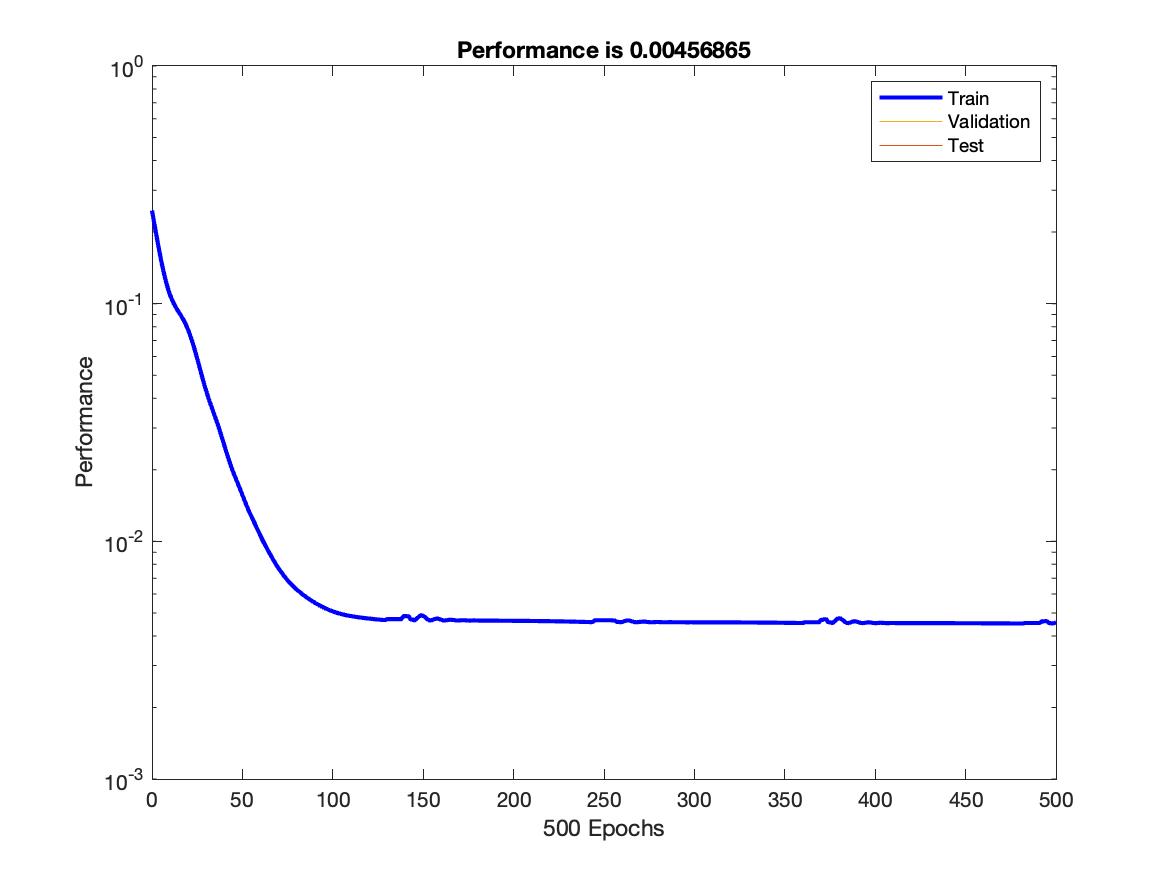 Performance is 0.00456865
Train
Validation
Test
10^0
10^-1
10^-2
10^-3
Performance
0 50 100 150 200 250 300 350 400 450 500
500 Epochs